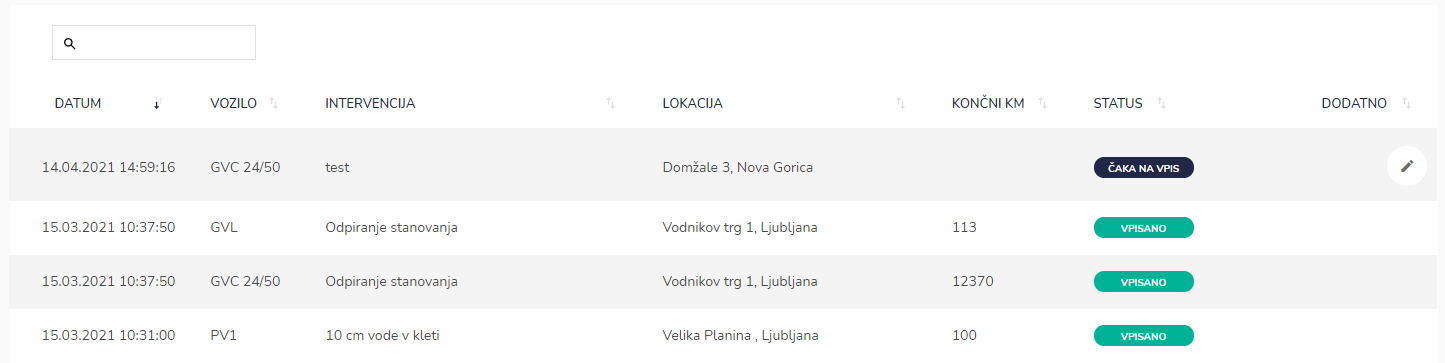 DATUM VOZILO INTERVENCIJA LOKACIJA KONČNI KM STATUS DODATNO
14.04.2021 14:59:16 GVC 24/50 test Domžale 3, Nova Gorica ČAKA NA VPIS
15.03.2021 10:37:50 GVL Odpiranje stanovanja Vodnikov trg 1, Ljubljana 113 VPISANO
15.03.2021 10:37:50 GVC 24/50 Odpiranje stanovanja Vodnikov trg 1, Ljubljana 12370 VPISANO
15.03.2021 10:31:00 PV1 10 cm vode v kleti Velika Planina , Ljubljana 100 VPISANO